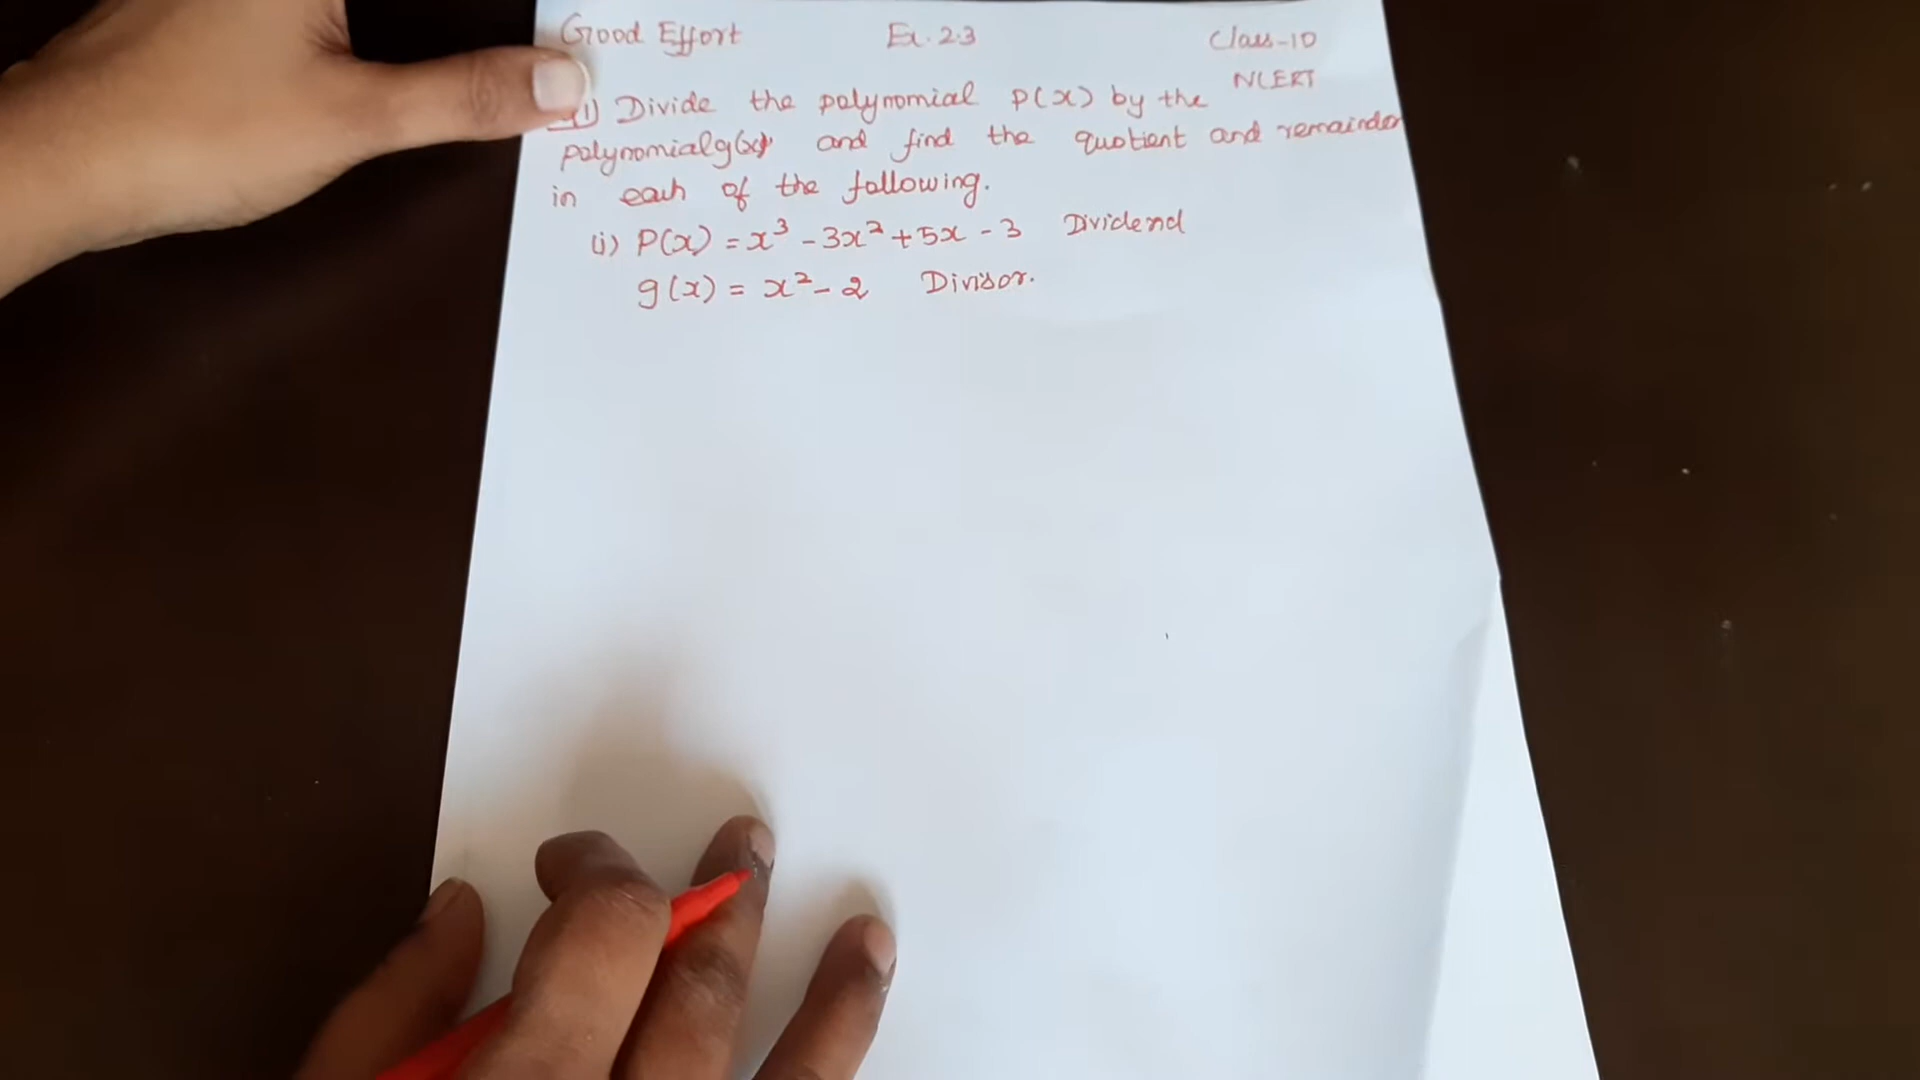 Good Effort Ex. 2.3 Class-10
NCERT
1) Divide the polynomial P(x) by the
polynomial g(x) and find the quotient and remainder
in each of the following.
(i) P(x) = x³ - 3x² + 5x - 3 Dividend
g(x) = x² - 2 Divisor.